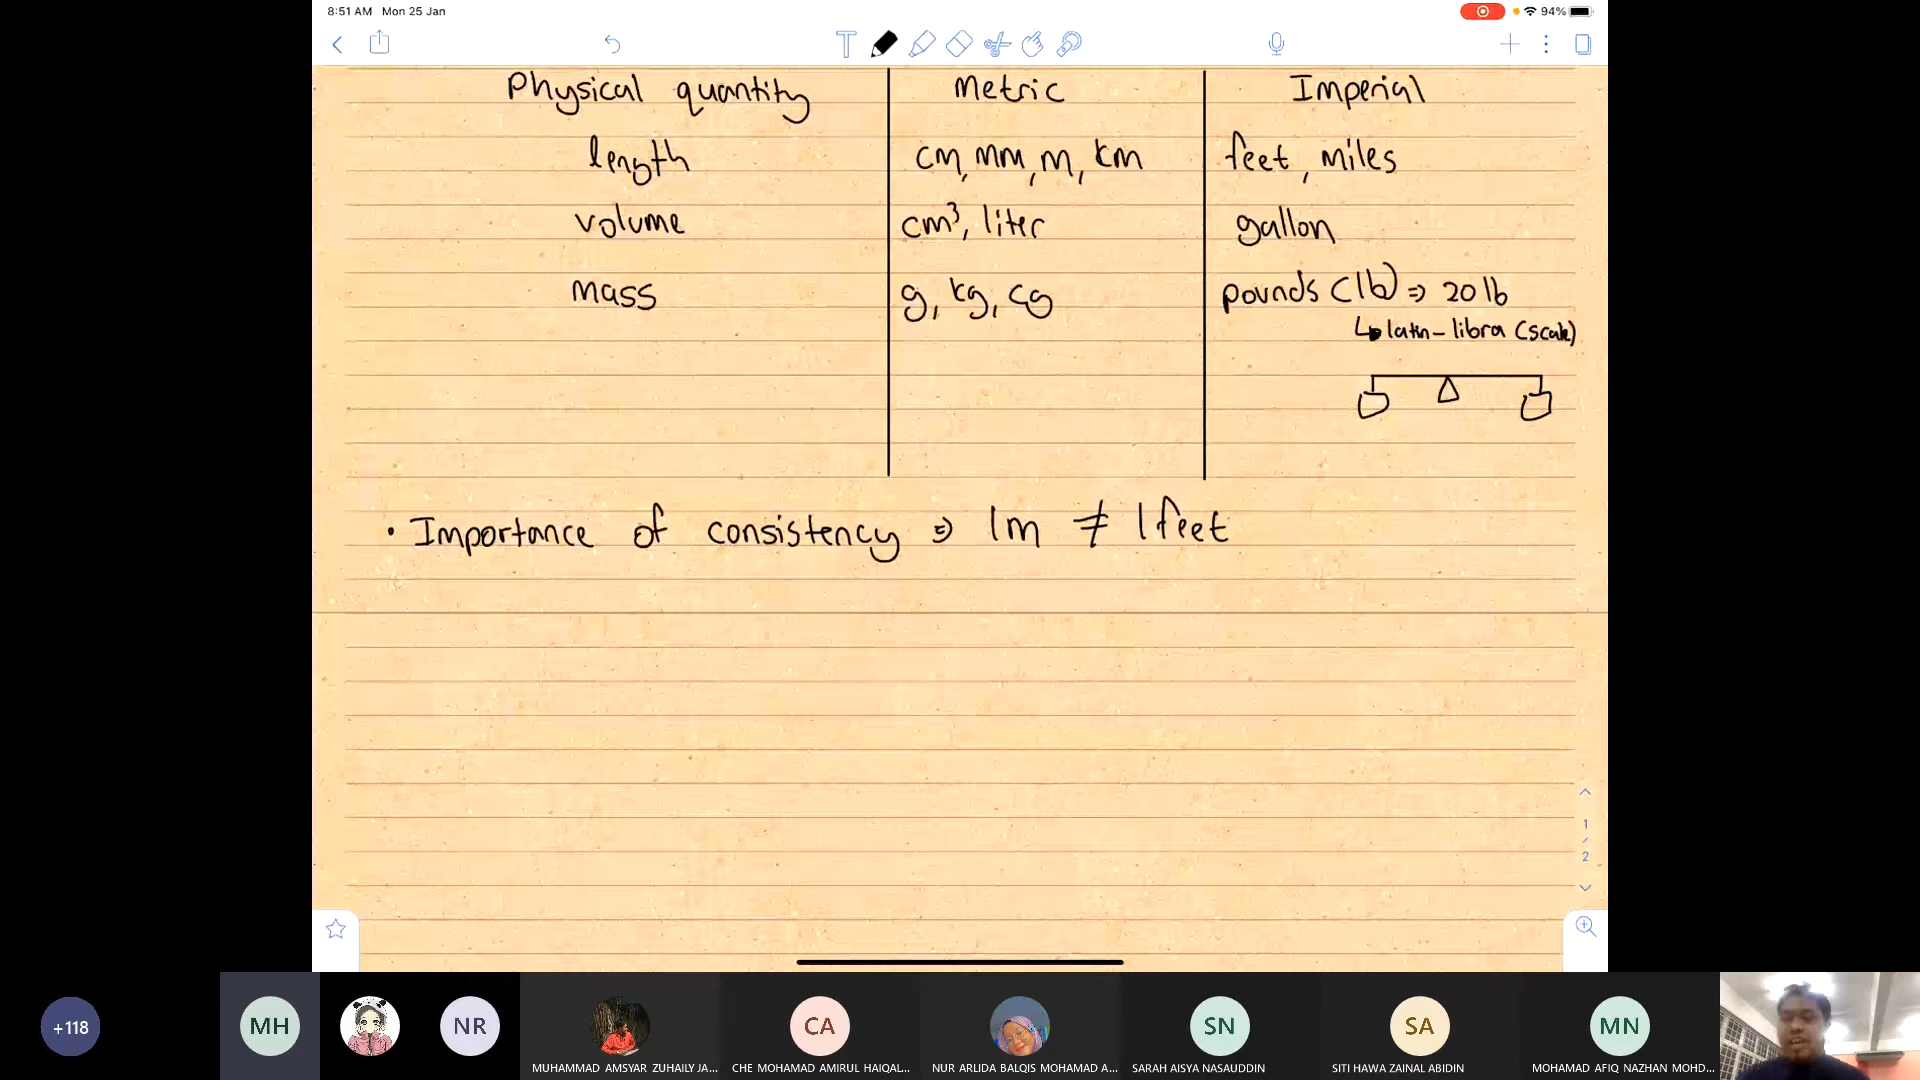 8:51 AM Mon 25 Jan 94%
T
Physical quantity Metric Imperial
length cm, mm, m, km feet, miles
volume cm³, liter gallon
mass g, kg, cg pounds (lb) ⇒ 20 lb
↳ latin - libra (scale)
• Importance of consistency ⇒ 1m ≠ 1 feet
1
/
2
+118
MH
NR
CA
SN
SA
MN
MUHAMMAD AMSYAR ZUHAILY JA...
CHE MOHAMAD AMIRUL HAIQAL...
NUR ARLIDA BALQIS MOHAMAD A...
SARAH AISYA NASAUDDIN
SITI HAWA ZAINAL ABIDIN
MOHAMAD AFIQ NAZHAN MOHD...